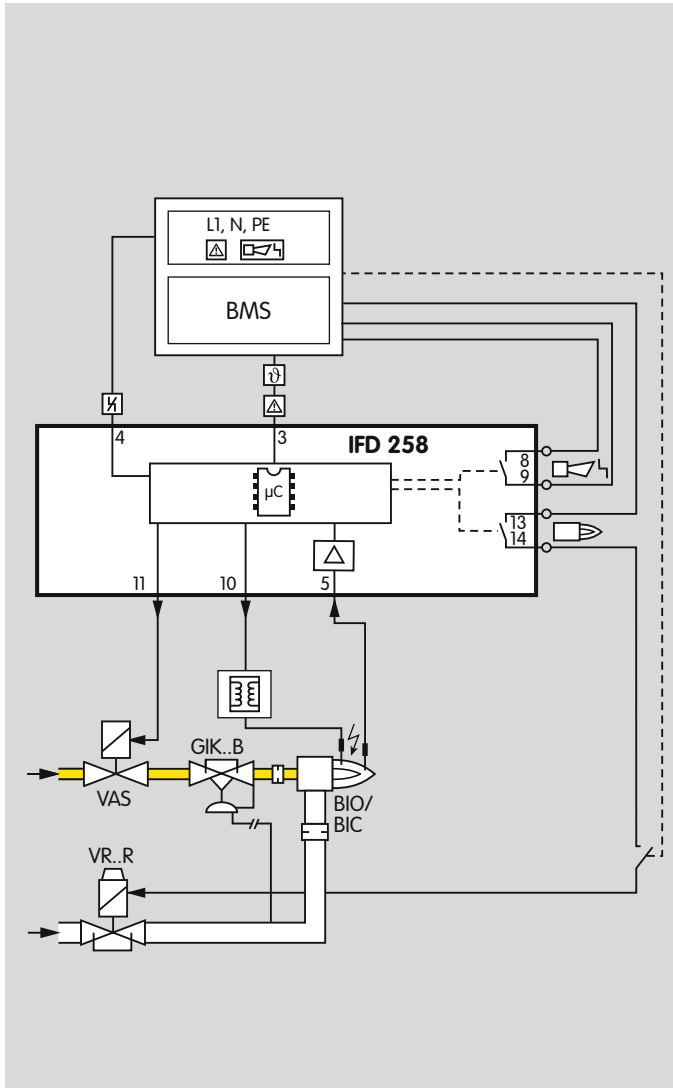 L1, N, PE
BMS
ϑ
4
3
IFD 258
µC
8
9
13
14
11
10
5
GIK..B
VAS
BIO/
BIC
VR..R